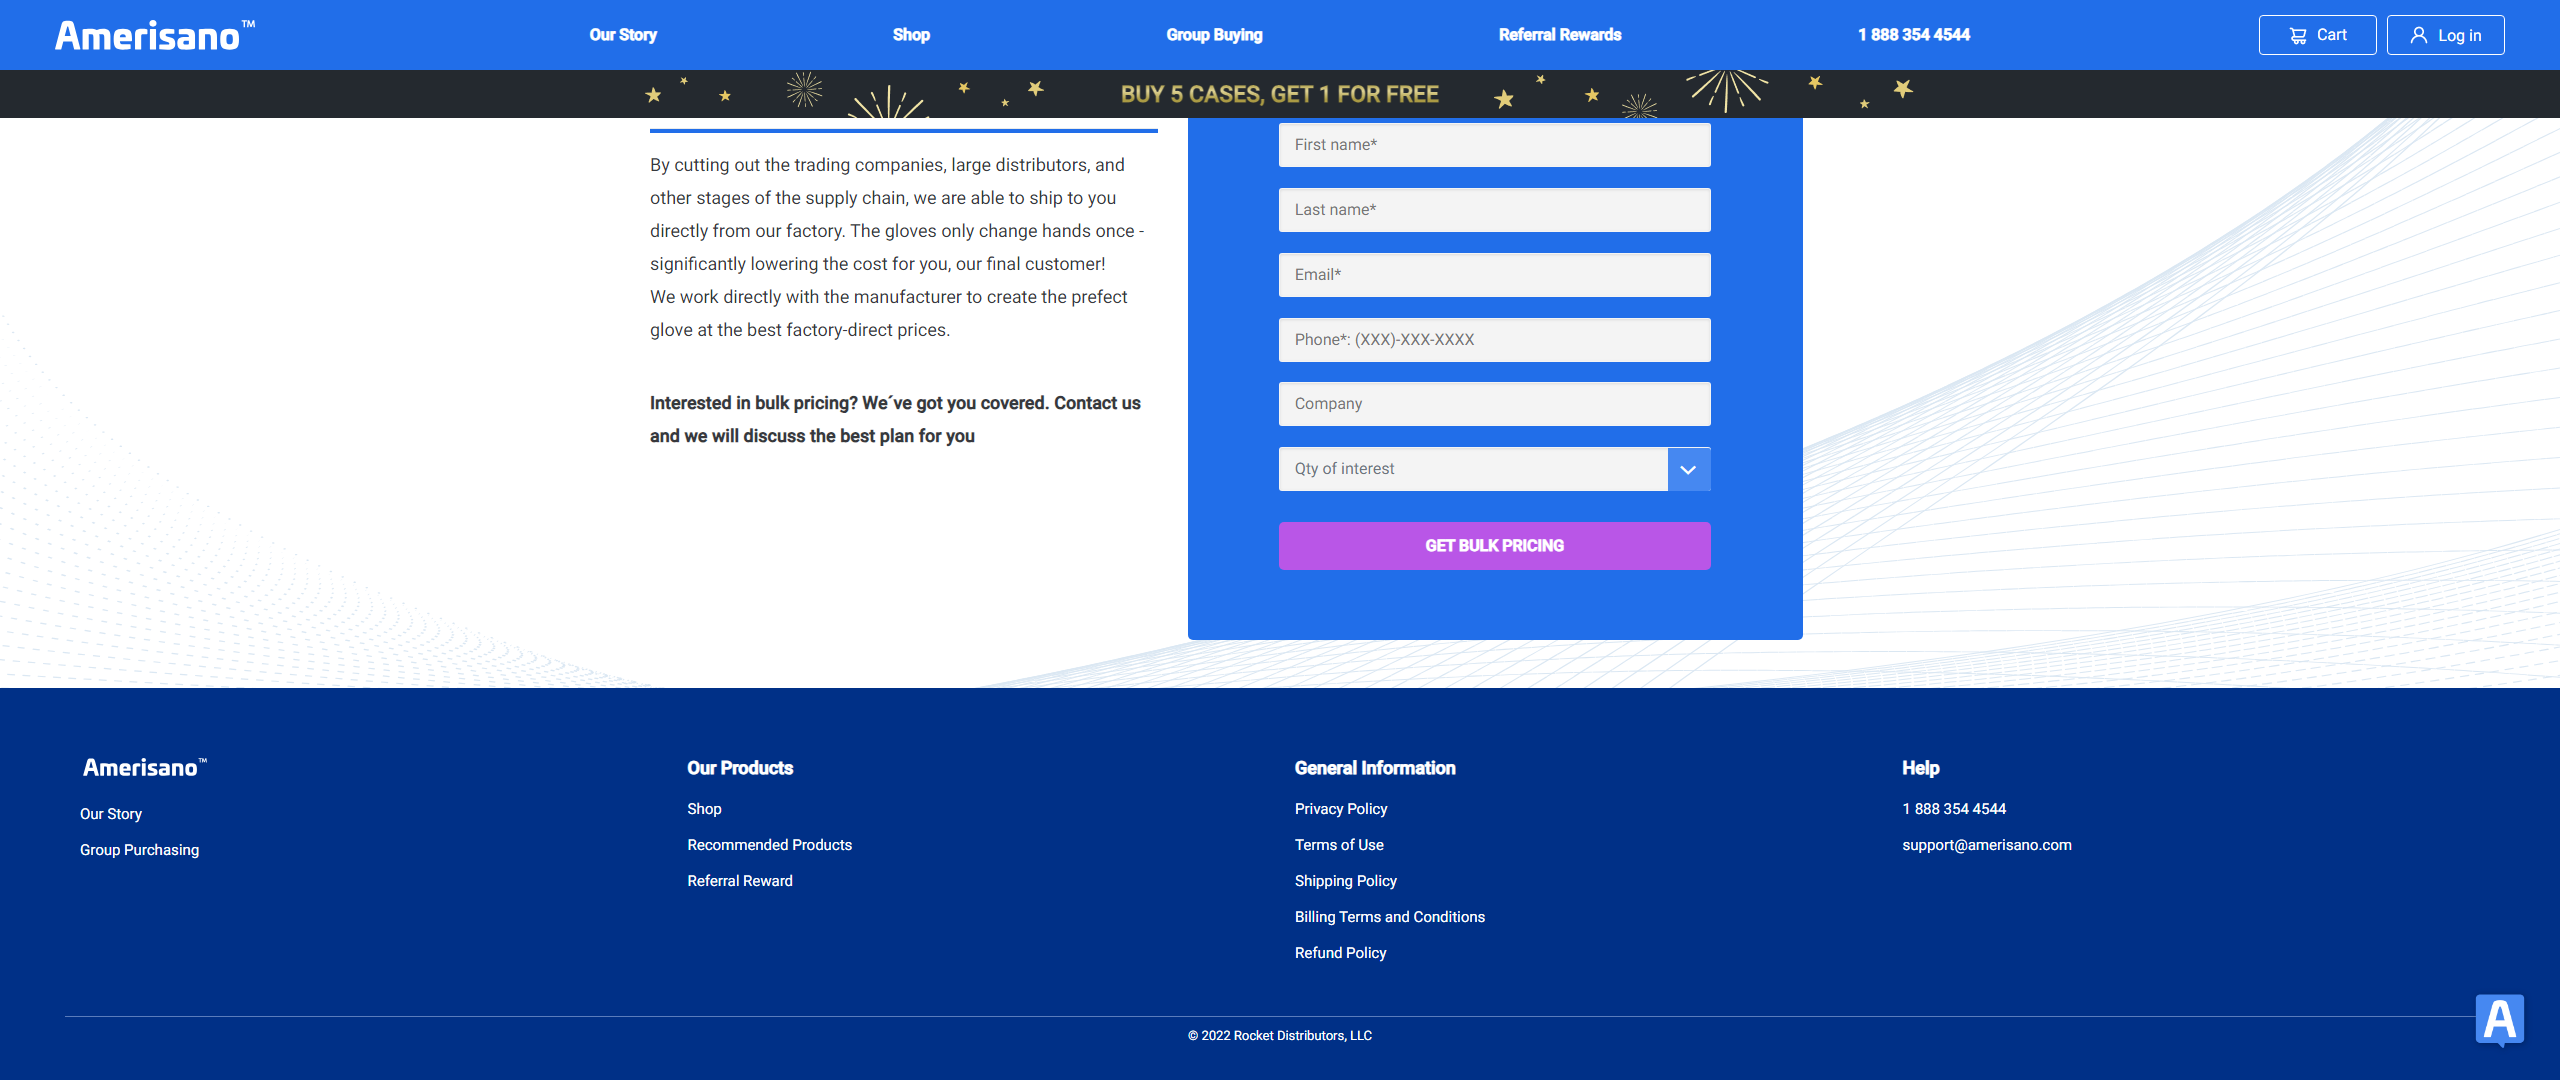 Amerisano™
Our Story
Shop
Group Buying
Referral Rewards
1 888 354 4544
Cart
Log in
BUY 5 CASES, GET 1 FOR FREE
By cutting out the trading companies, large distributors, and
other stages of the supply chain, we are able to ship to you
directly from our factory. The gloves only change hands once -
significantly lowering the cost for you, our final customer!
We work directly with the manufacturer to create the prefect
glove at the best factory-direct prices.
Interested in bulk pricing? We´ve got you covered. Contact us
and we will discuss the best plan for you
First name*
Last name*
Email*
Phone*: (XXX)-XXX-XXXX
Company
Qty of interest
GET BULK PRICING
Amerisano™
Our Story
Group Purchasing
Our Products
Shop
Recommended Products
Referral Reward
General Information
Privacy Policy
Terms of Use
Shipping Policy
Billing Terms and Conditions
Refund Policy
Help
1 888 354 4544
support@amerisano.com
A
© 2022 Rocket Distributors, LLC